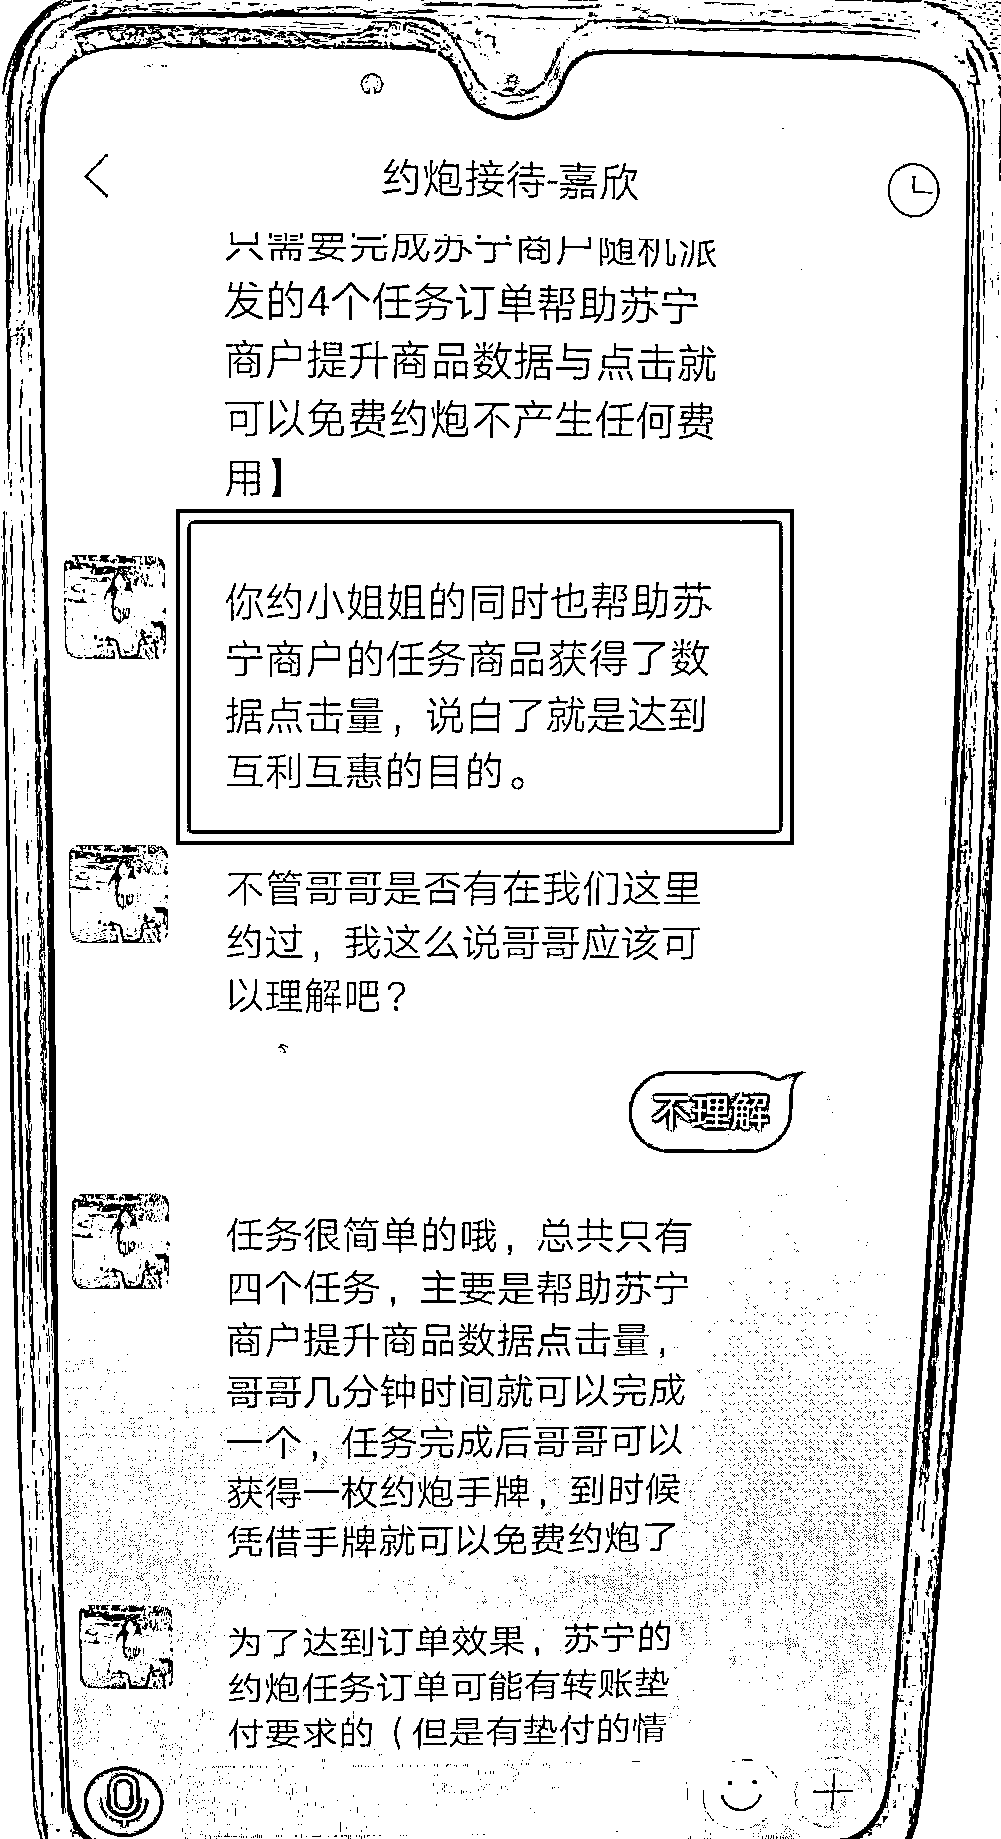 约炮接待-嘉欣
只需要完成苏宁商户随机派
发的4个任务订单帮助苏宁
商户提升商品数据与点击就
可以免费约炮不产生任何费
用】
你约小姐姐的同时也帮助苏
宁商户的任务商品获得了数
据点击量，说白了就是达到
互利互惠的目的。
不管哥哥是否有在我们这里
约过，我这么说哥哥应该可
以理解吧？
不理解
任务很简单的哦，总共只有
四个任务，主要是帮助苏宁
商户提升商品数据点击量，
哥哥几分钟时间就可以完成
一个，任务完成后哥哥可以
获得一枚约炮手牌，到时候
凭借手牌就可以免费约炮了
为了达到订单效果，苏宁的
约炮任务订单可能有转账垫
付要求的（但是有垫付的情